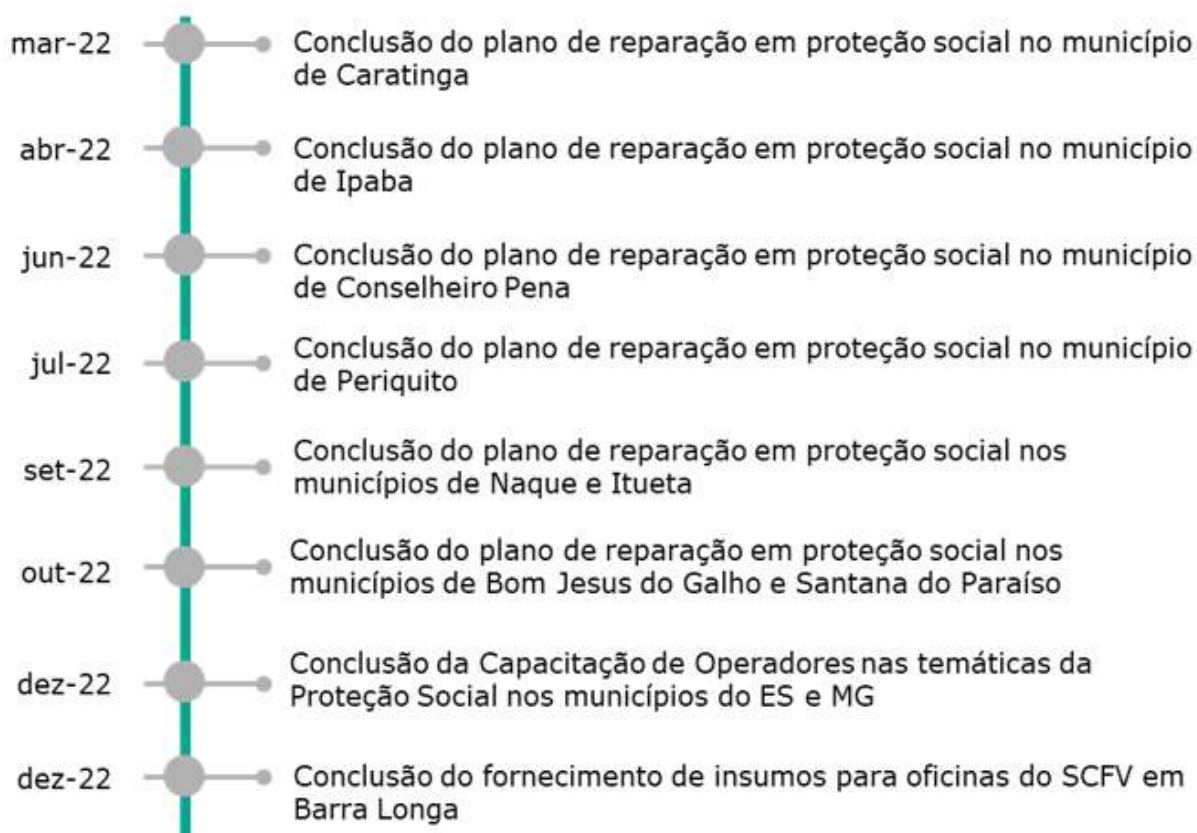 mar-22
Conclusão do plano de reparação em proteção social no município
de Caratinga
abr-22
Conclusão do plano de reparação em proteção social no município
de Ipaba
jun-22
Conclusão do plano de reparação em proteção social no município
de Conselheiro Pena
jul-22
Conclusão do plano de reparação em proteção social no município
de Periquito
set-22
Conclusão do plano de reparação em proteção social nos
municípios de Naque e Itueta
out-22
Conclusão do plano de reparação em proteção social nos
municípios de Bom Jesus do Galho e Santana do Paraíso
dez-22
Conclusão da Capacitação de Operadores nas temáticas da
Proteção Social nos municípios do ES e MG
dez-22
Conclusão do fornecimento de insumos para oficinas do SCFV em
Barra Longa